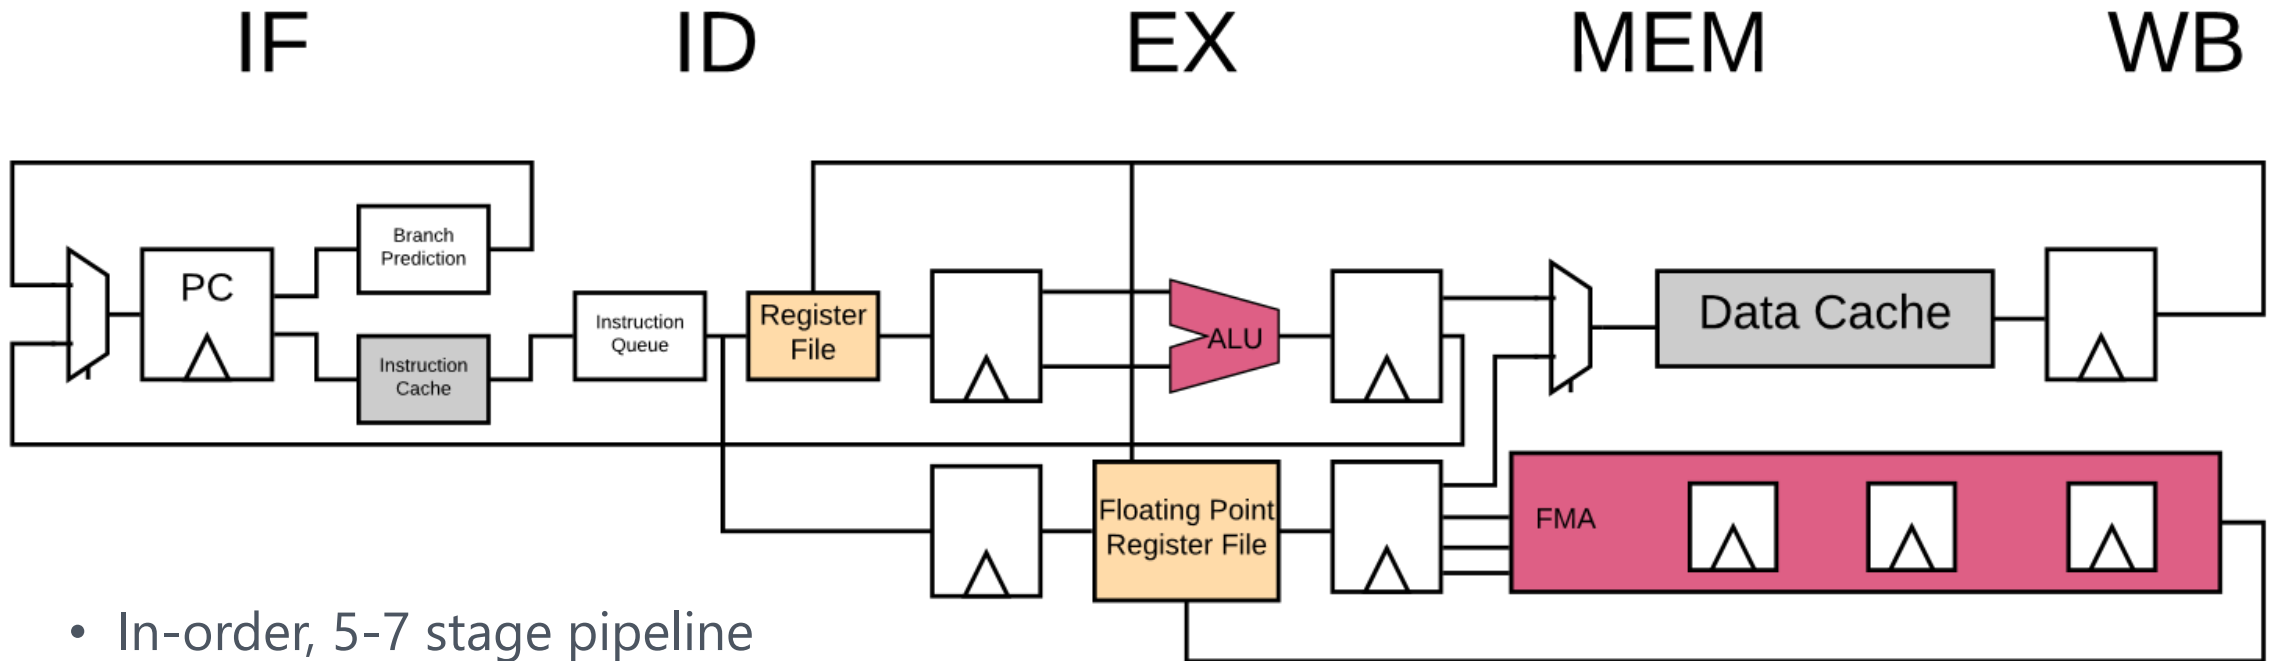 IF
ID
EX
MEM
WB
PC
Branch
Prediction
Instruction
Cache
Instruction
Queue
Register
File
ALU
Data Cache
Floating Point
Register File
FMA
• In-order, 5-7 stage pipeline